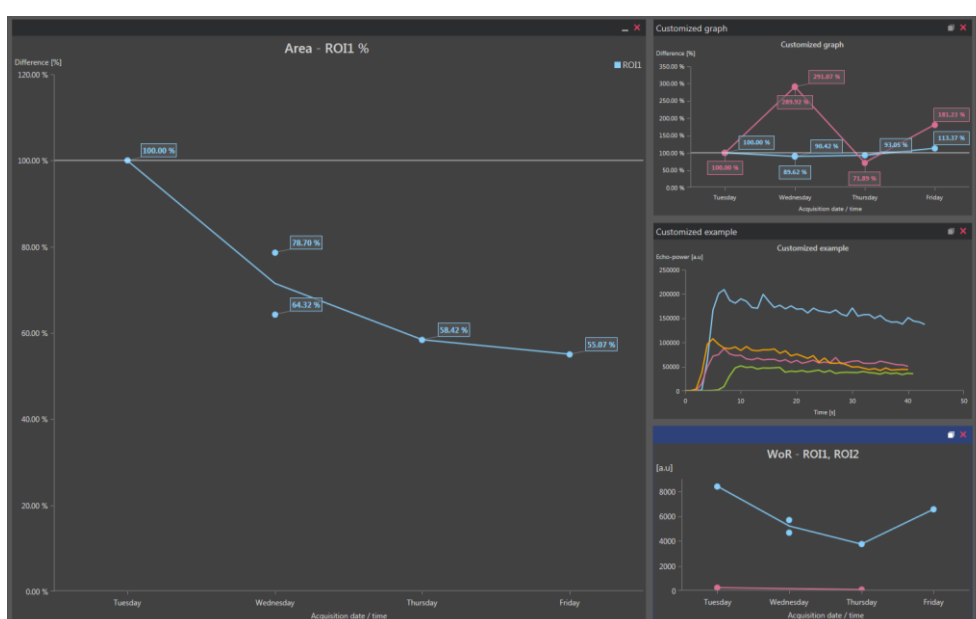 Area - ROI1 %
Difference [%]
ROI1
120.00 %
100.00 %
80.00 %
60.00 %
40.00 %
20.00 %
0.00 %
100.00 %
78.70 %
64.32 %
58.42 %
55.07 %
Tuesday Wednesday Thursday Friday
Acquisition date / time
Customized graph
Customized graph
Difference [%]
350.00 %
300.00 %
250.00 %
200.00 %
150.00 %
100.00 %
50.00 %
0.00 %
291.07 %
289.92 %
181.22 %
113.37 %
100.00 %
90.42 %
91.05 %
100.00 %
89.62 %
71.89 %
Tuesday Wednesday Thursday Friday
Acquisition date / time
Customized example
Customized example
Echo-power [a.u]
250000
200000
150000
100000
50000
0
0 10 20 30 40 50
Time [s]
WoR - ROI1, ROI2
[a.u]
8000
6000
4000
2000
0
Tuesday Wednesday Thursday Friday
Acquisition date / time